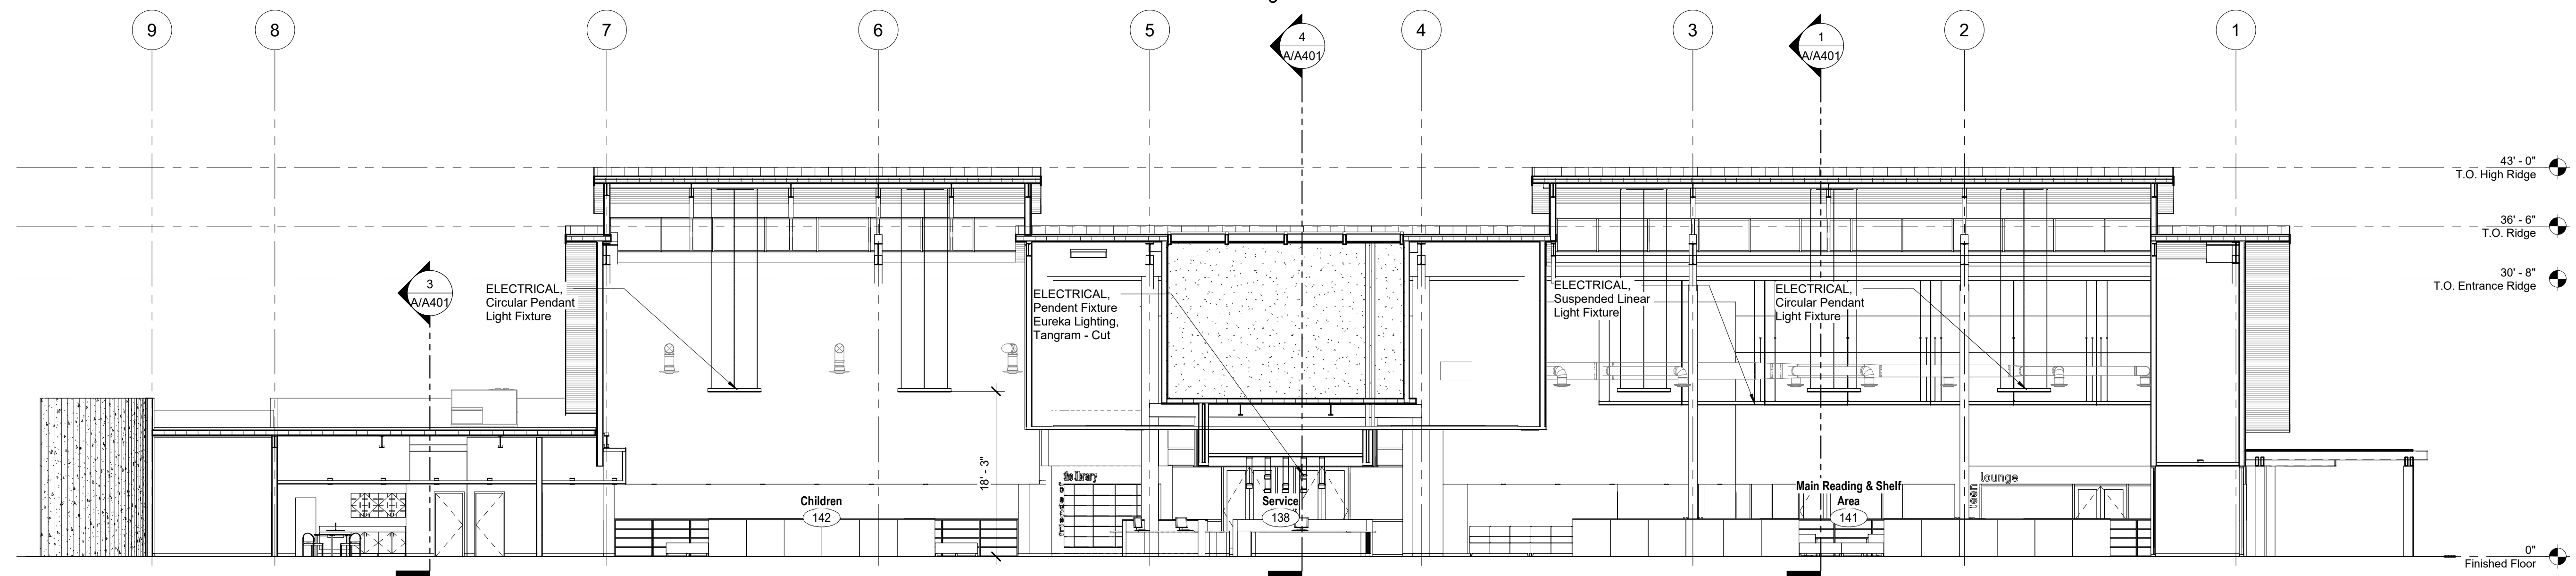 9
8
7
6
5
4
3
2
1
4
A/A401
1
A/A401
3
A/A401
43' - 0"
T.O. High Ridge
36' - 6"
T.O. Ridge
30' - 8"
T.O. Entrance Ridge
0"
Finished Floor
ELECTRICAL,
Circular Pendant
Light Fixture
ELECTRICAL,
Pendent Fixture
Eureka Lighting,
Tangram - Cut
ELECTRICAL,
Suspended Linear
Light Fixture
ELECTRICAL,
Circular Pendant
Light Fixture
18' - 3"
the library
friends of
Children
142
Service
138
Main Reading & Shelf
Area
141
teen
lounge